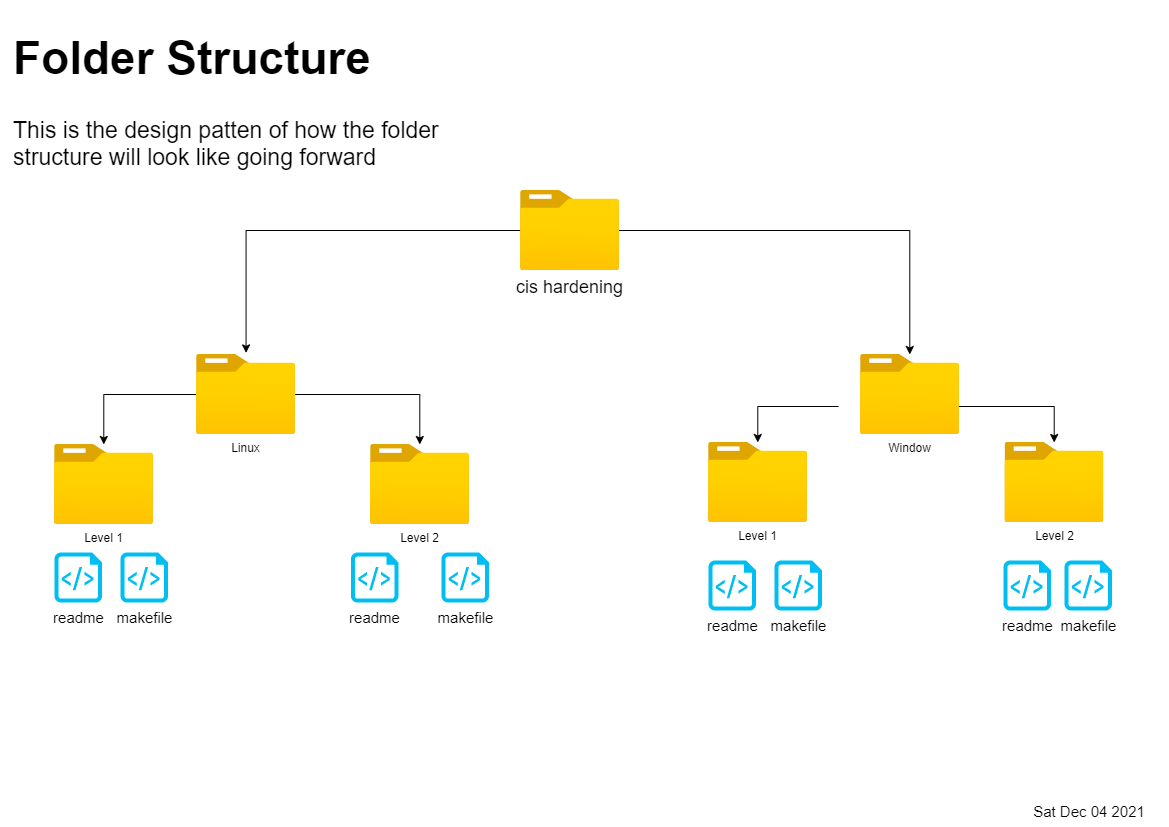 Folder Structure
This is the design patten of how the folder
structure will look like going forward
cis hardening
Linux
Window
Level 1
Level 2
Level 1
Level 2
</>
</>
</>
</>
</>
</>
</>
</>
readme
makefile
readme
makefile
readme
makefile
readme
makefile
Sat Dec 04 2021